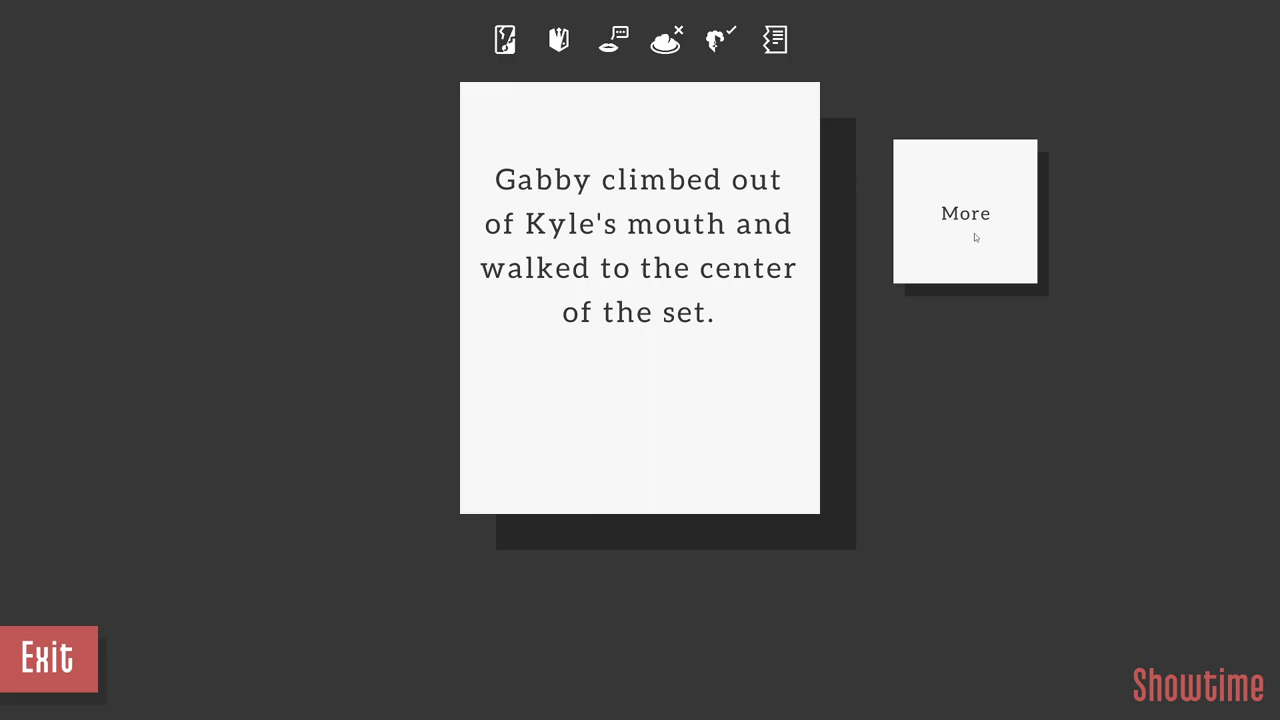 Gabby climbed out
of Kyle's mouth and
walked to the center
of the set.
More
Exit
Showtime